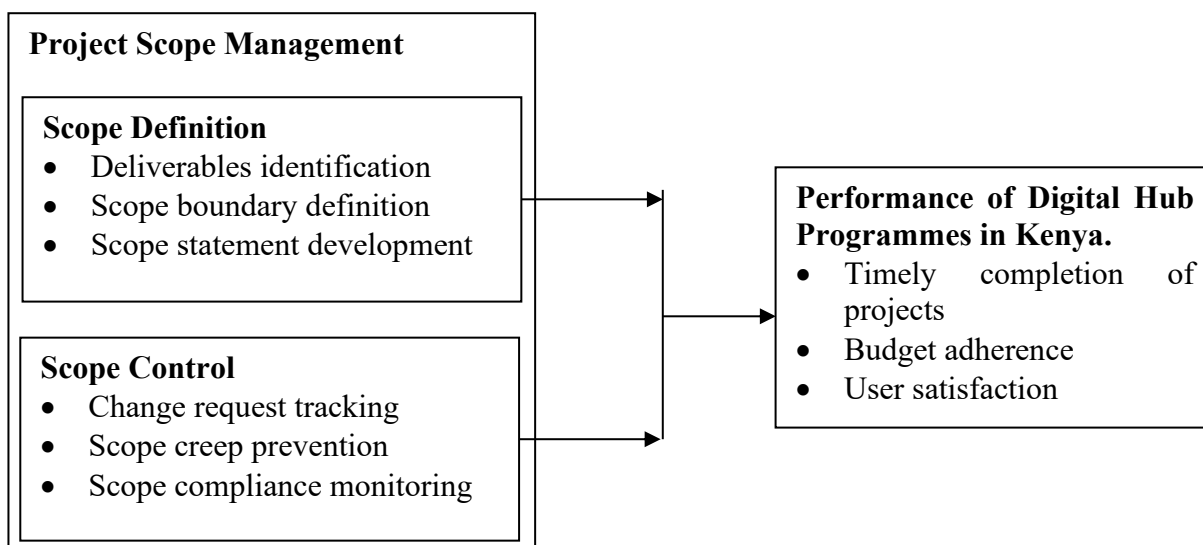 Project Scope Management
Scope Definition
• Deliverables identification
• Scope boundary definition
• Scope statement development
Scope Control
• Change request tracking
• Scope creep prevention
• Scope compliance monitoring
Performance of Digital Hub
Programmes in Kenya.
• Timely completion of
projects
• Budget adherence
• User satisfaction